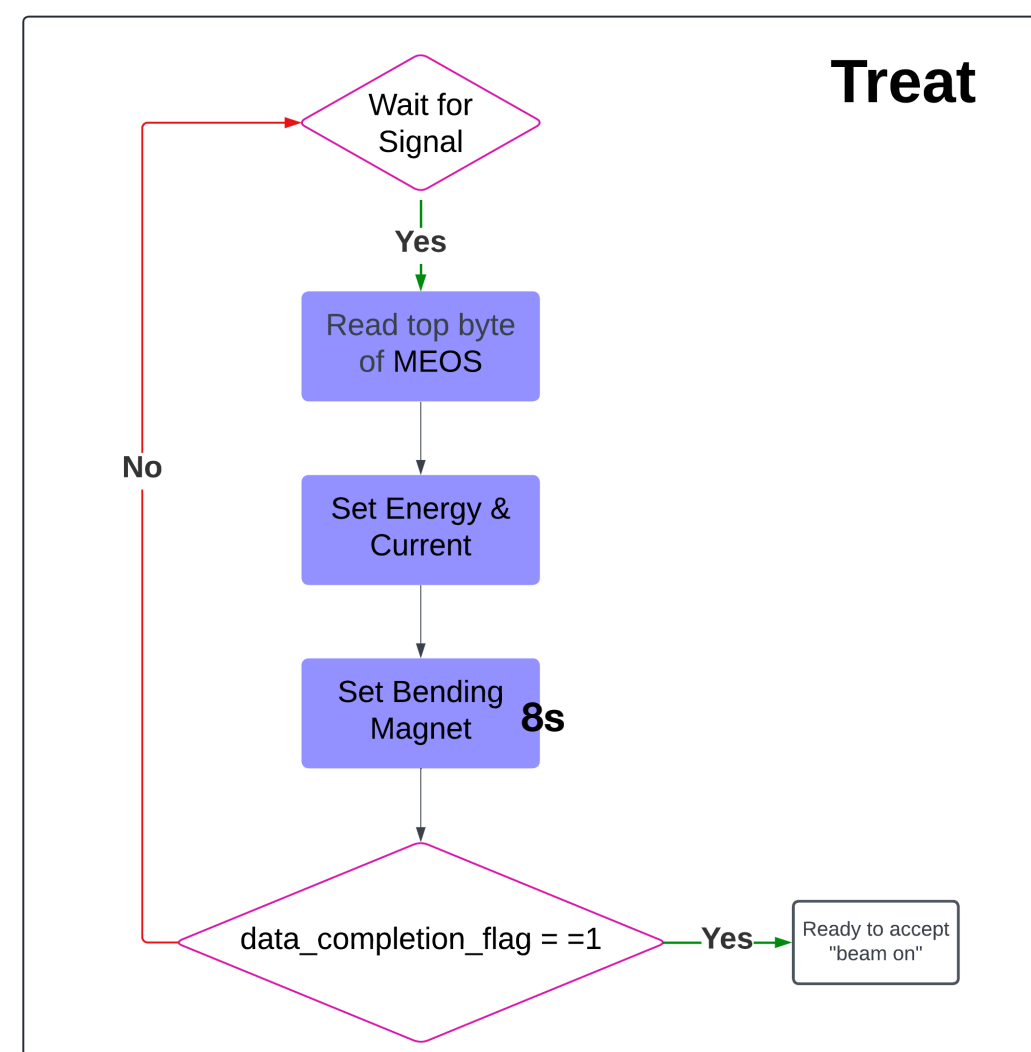 Treat
Wait for
Signal
Yes
Read top byte
of MEOS
No
Set Energy &
Current
Set Bending
Magnet
8s
data_completion_flag = =1
Yes
Ready to accept
"beam on"